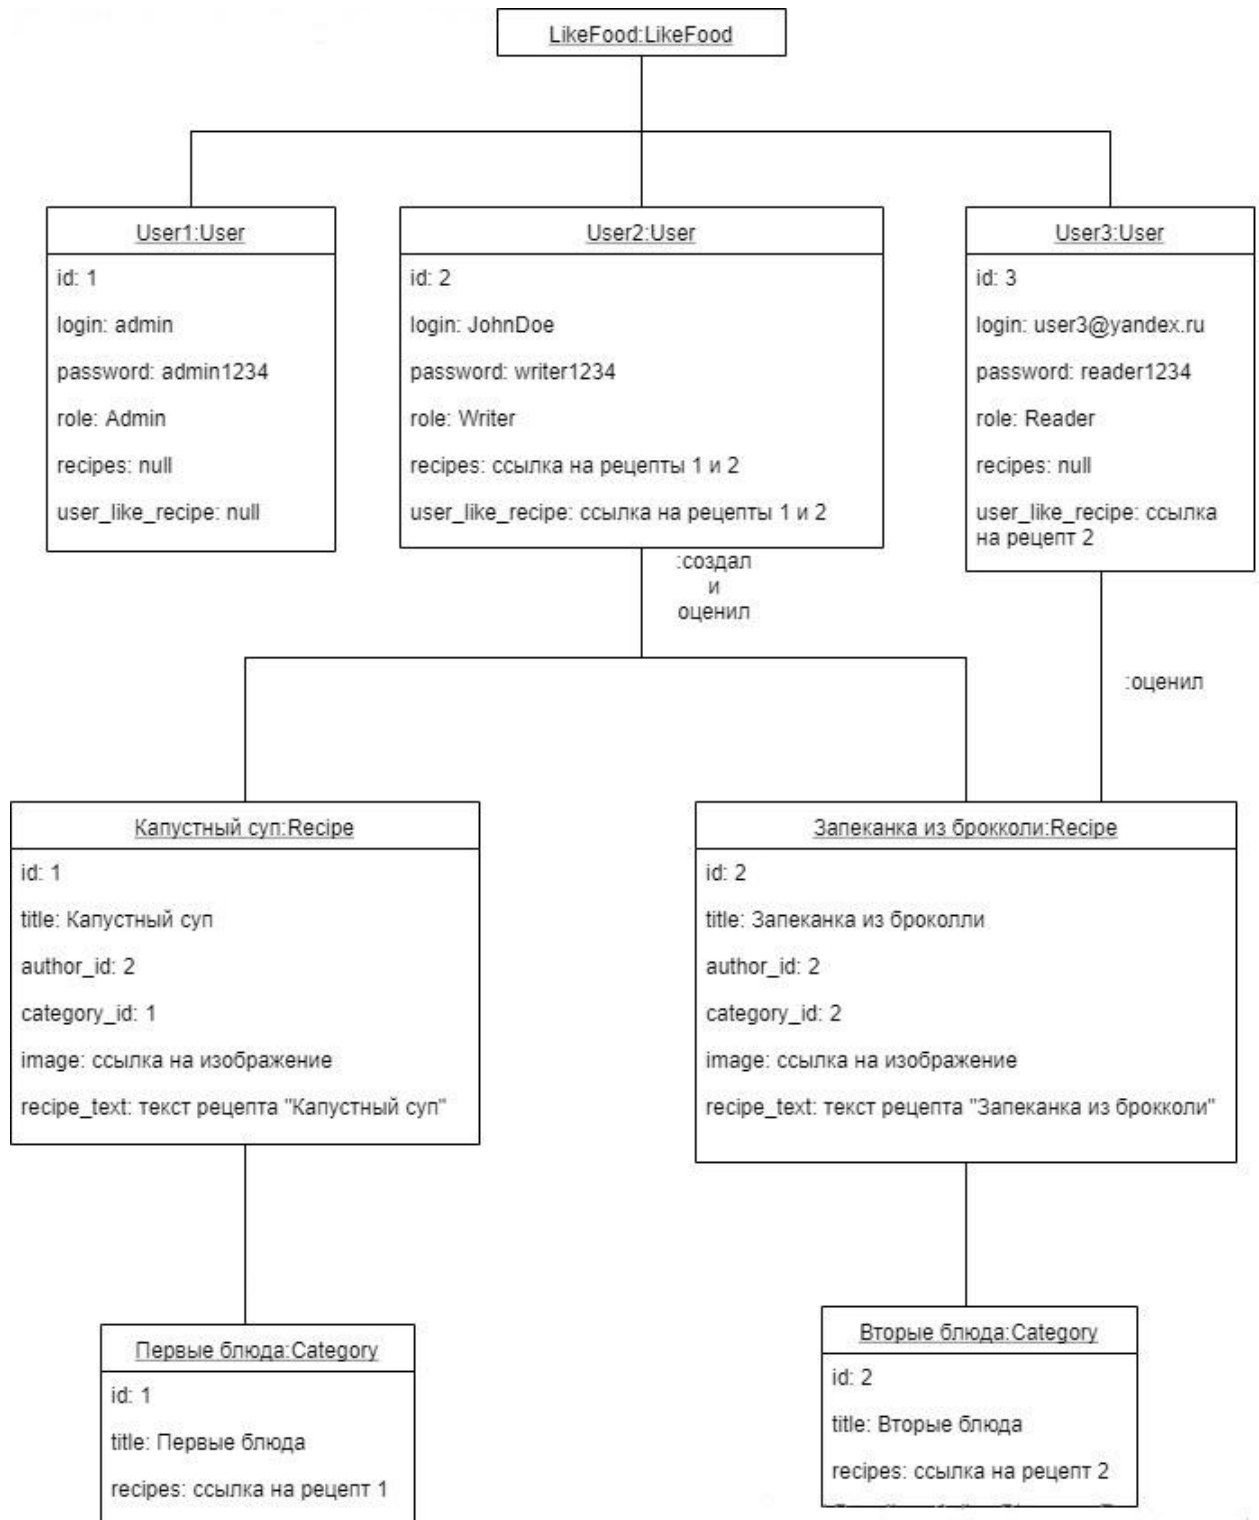 LikeFood:LikeFood
User1:User
id: 1
login: admin
password: admin1234
role: Admin
recipes: null
user_like_recipe: null
User2:User
id: 2
login: JohnDoe
password: writer1234
role: Writer
recipes: ссылка на рецепты 1 и 2
user_like_recipe: ссылка на рецепты 1 и 2
User3:User
id: 3
login: user3@yandex.ru
password: reader1234
role: Reader
recipes: null
user_like_recipe: ссылка
на рецепт 2
:создал
и
оценил
:оценил
Капустный суп:Recipe
id: 1
title: Капустный суп
author_id: 2
category_id: 1
image: ссылка на изображение
recipe_text: текст рецепта "Капустный суп"
Запеканка из брокколи:Recipe
id: 2
title: Запеканка из броколли
author_id: 2
category_id: 2
image: ссылка на изображение
recipe_text: текст рецепта "Запеканка из брокколи"
Первые блюда:Category
id: 1
title: Первые блюда
recipes: ссылка на рецепт 1
Вторые блюда:Category
id: 2
title: Вторые блюда
recipes: ссылка на рецепт 2